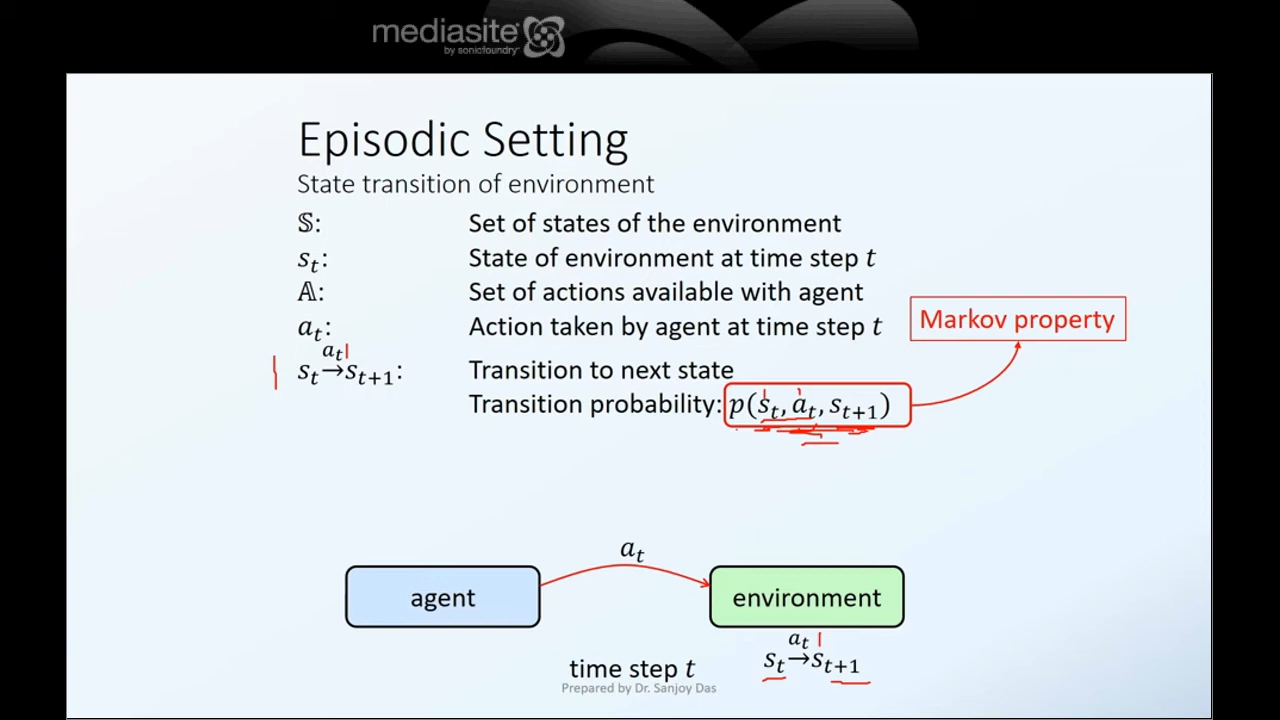 mediasite
by sonicfoundry
Episodic Setting
State transition of environment
𝕊: Set of states of the environment
sₜ: State of environment at time step t
𝔸: Set of actions available with agent
aₜ: Action taken by agent at time step t
Markov property
aₜ
sₜ→sₜ₊₁: Transition to next state
Transition probability: p(sₜ, aₜ, sₜ₊₁)
aₜ
agent
environment
aₜ
sₜ→sₜ₊₁
time step t
Prepared by Dr. Sanjoy Das